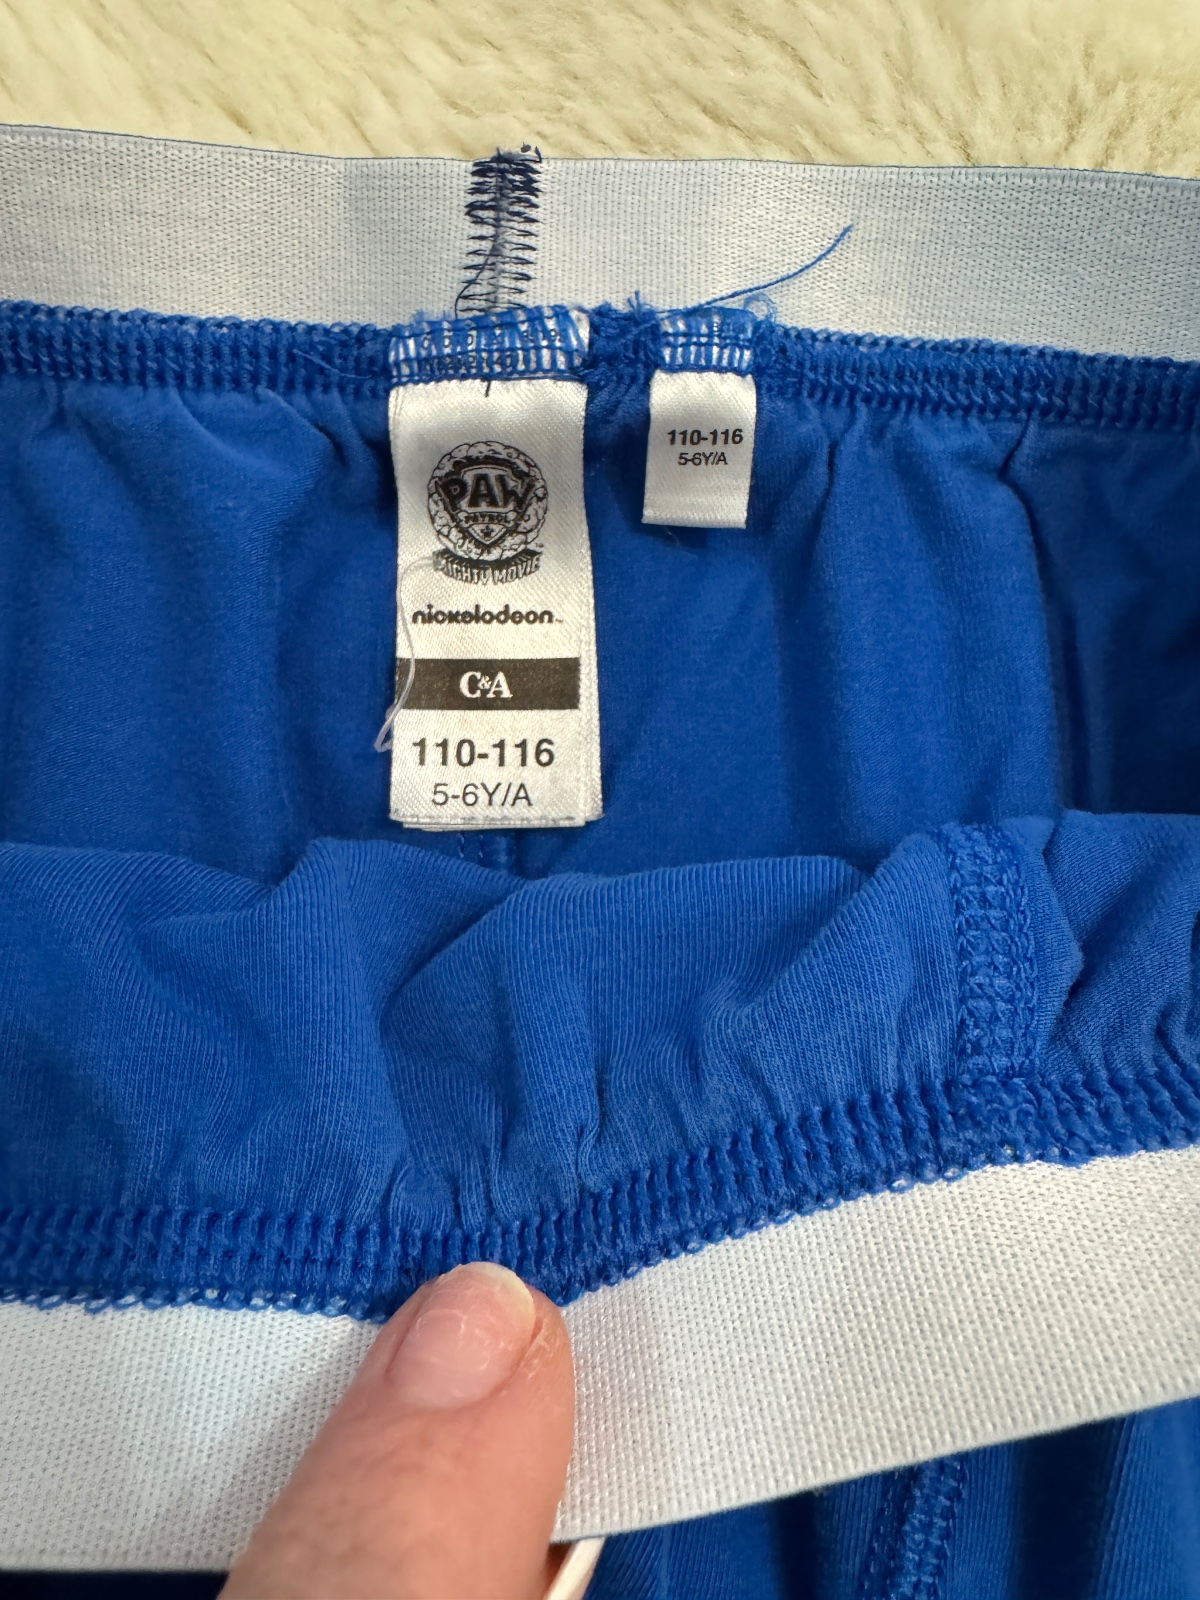 PAW
PATROL
MIGHTY MOVIE
nickelodeon
C&A
110-116
5-6Y/A
110-116
5-6Y/A